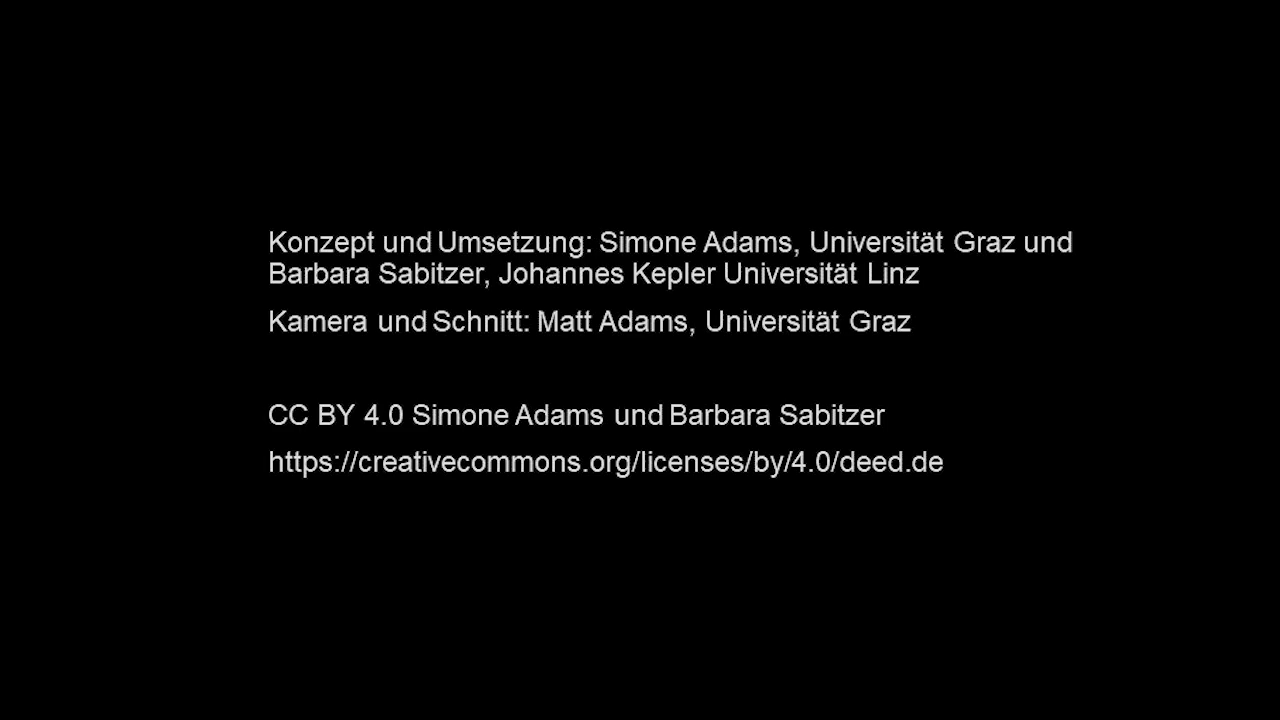 Konzept und Umsetzung: Simone Adams, Universität Graz und
Barbara Sabitzer, Johannes Kepler Universität Linz
Kamera und Schnitt: Matt Adams, Universität Graz
CC BY 4.0 Simone Adams und Barbara Sabitzer
https://creativecommons.org/licenses/by/4.0/deed.de